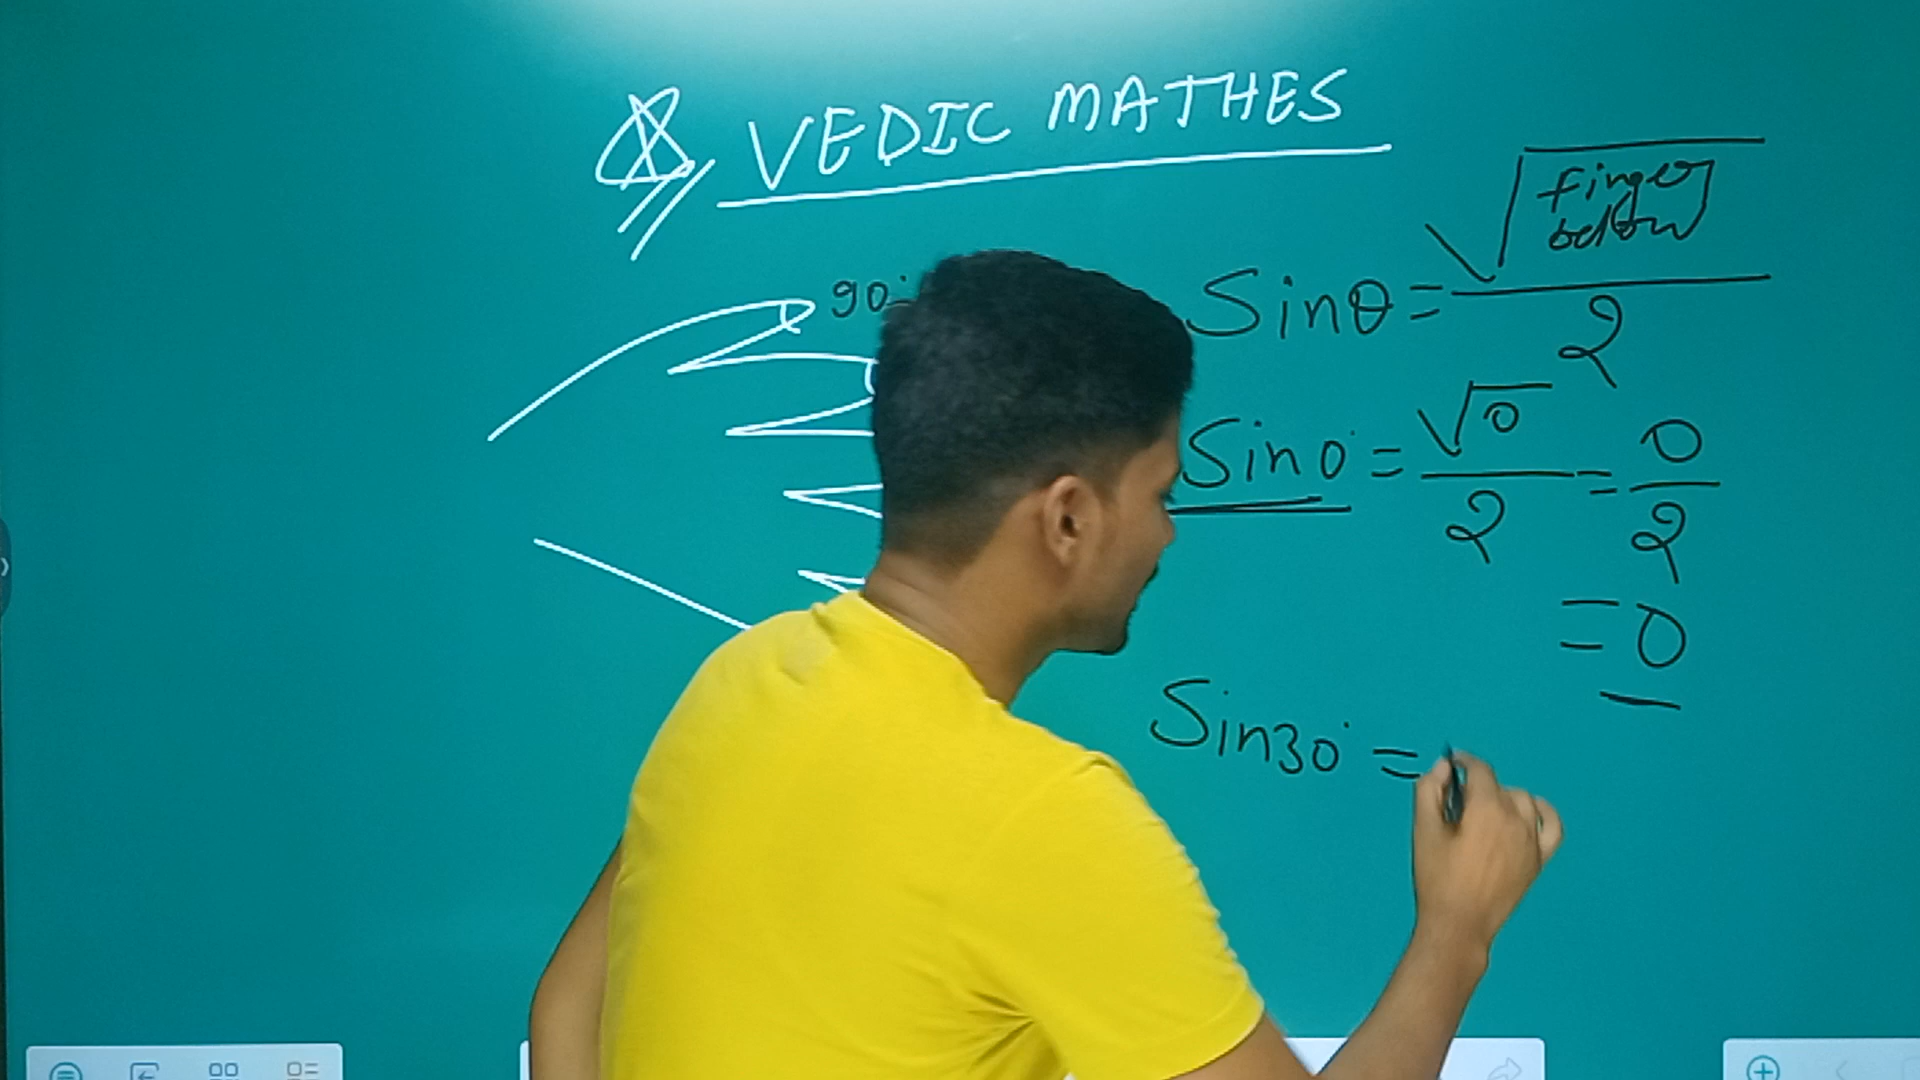 VEDIC MATHES
90°
Sinθ = √finger below / 2
Sin0° = √0 / 2 = 0 / 2
= 0
Sin30° =